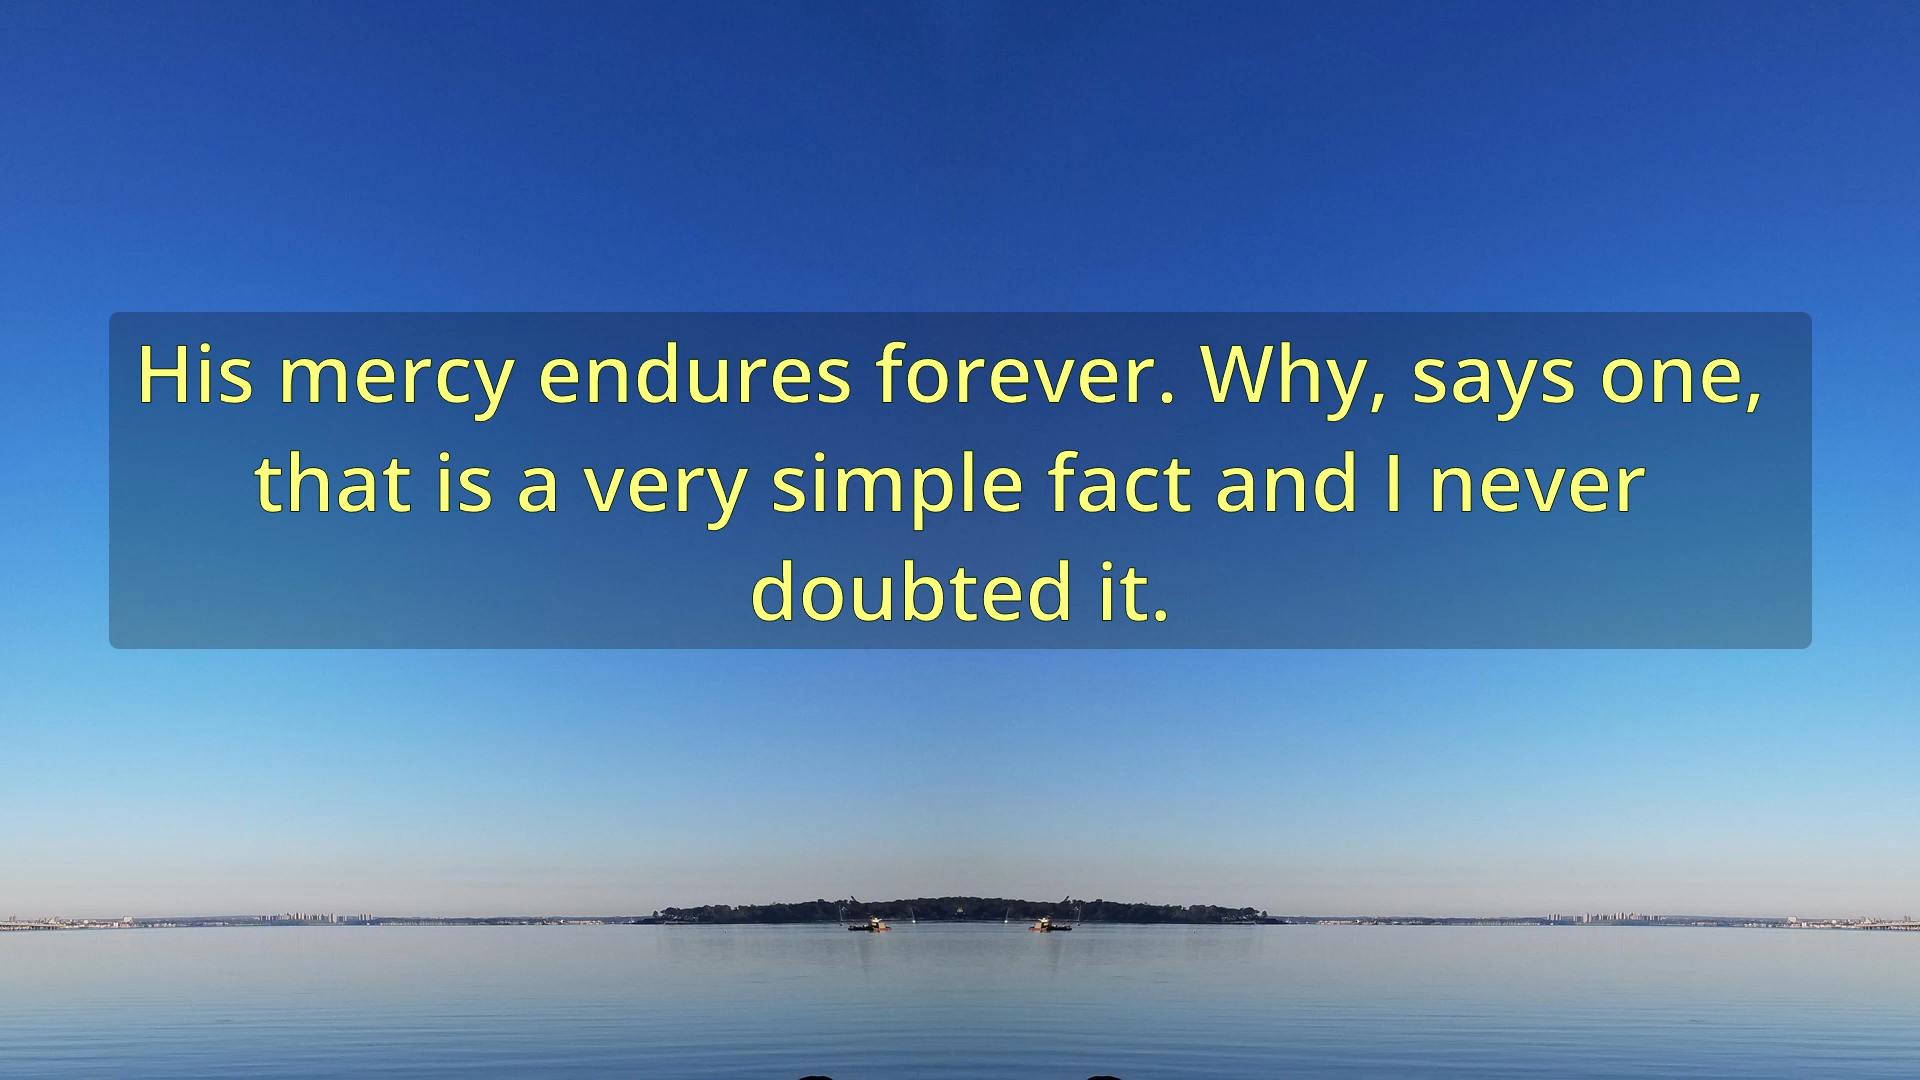 His mercy endures forever. Why, says one,
that is a very simple fact and I never
doubted it.